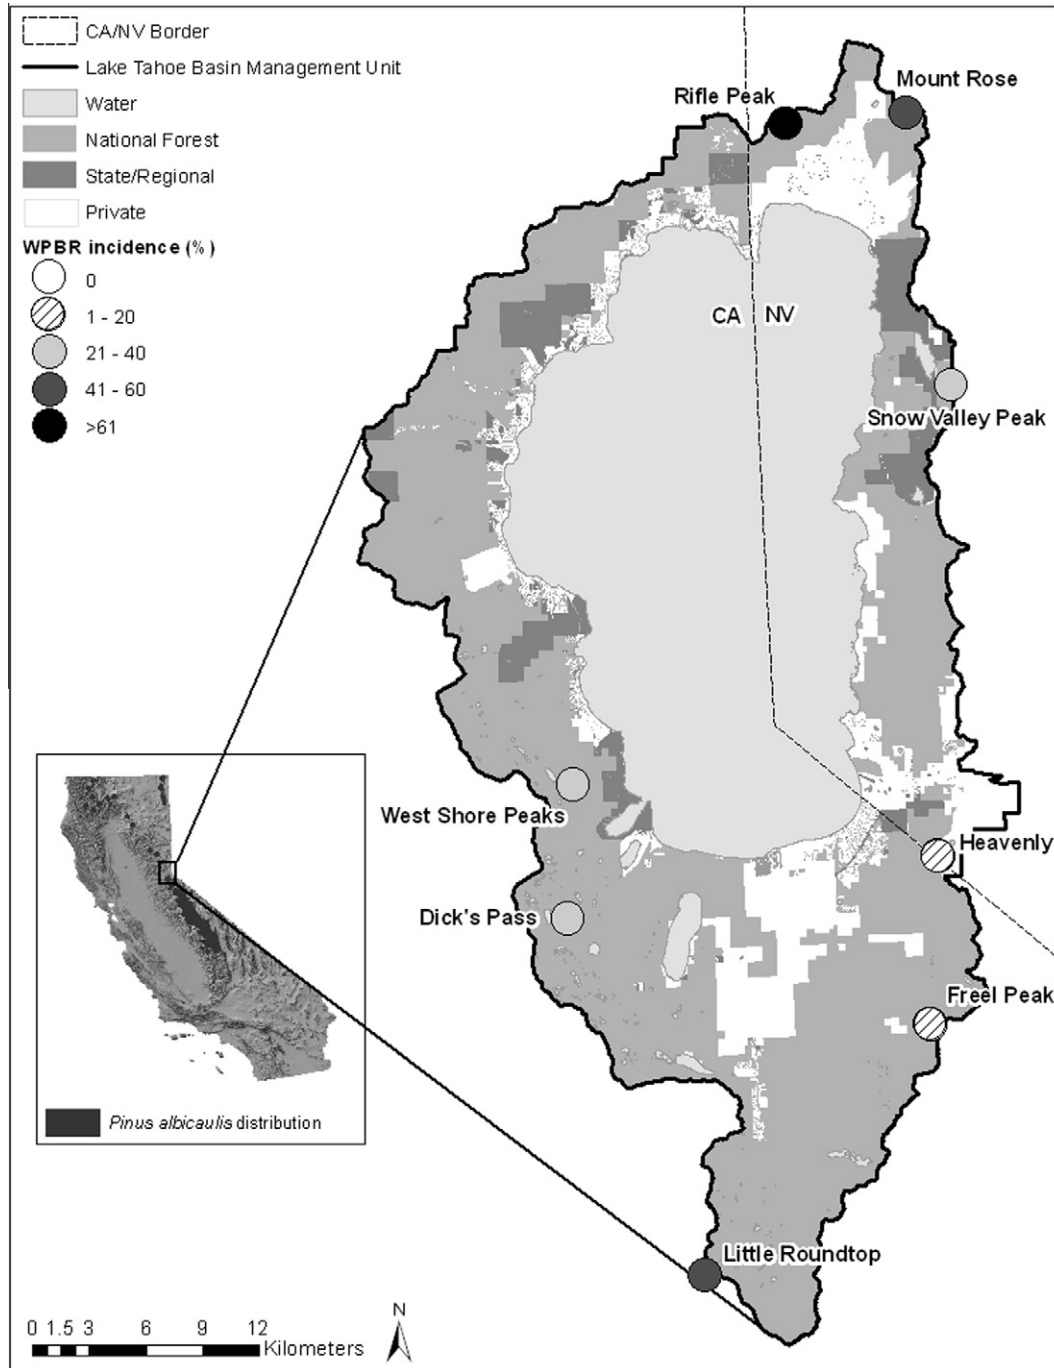 CA/NV Border
Lake Tahoe Basin Management Unit
Water
National Forest
State/Regional
Private
WPBR incidence (%)
0
1 - 20
21 - 40
41 - 60
>61
Rifle Peak
Mount Rose
CA NV
Snow Valley Peak
West Shore Peaks
Heavenly
Dick's Pass
Freel Peak
Pinus albicaulis distribution
Little Roundtop
N
0 1.5 3 6 9 12
Kilometers